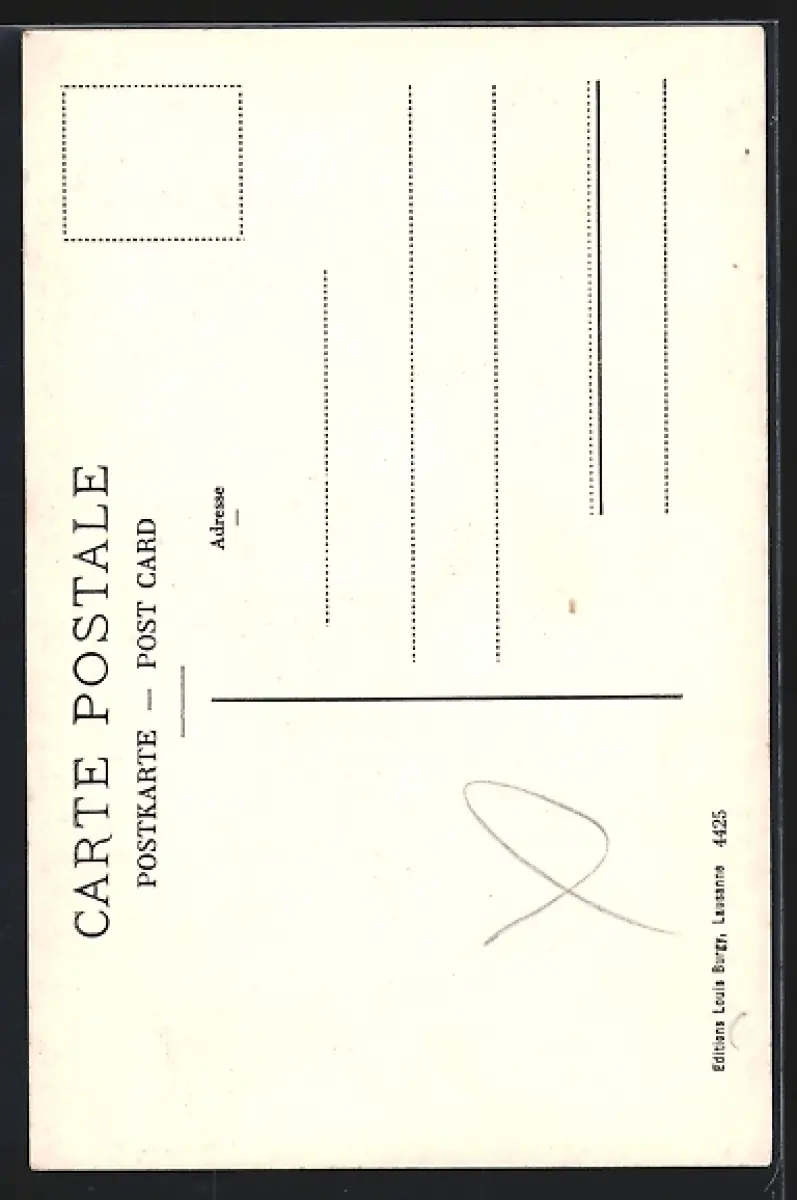 CARTE POSTALE
POSTKARTE — POST CARD
Adresse
Editions Louis Burgy, Lausanne 4425